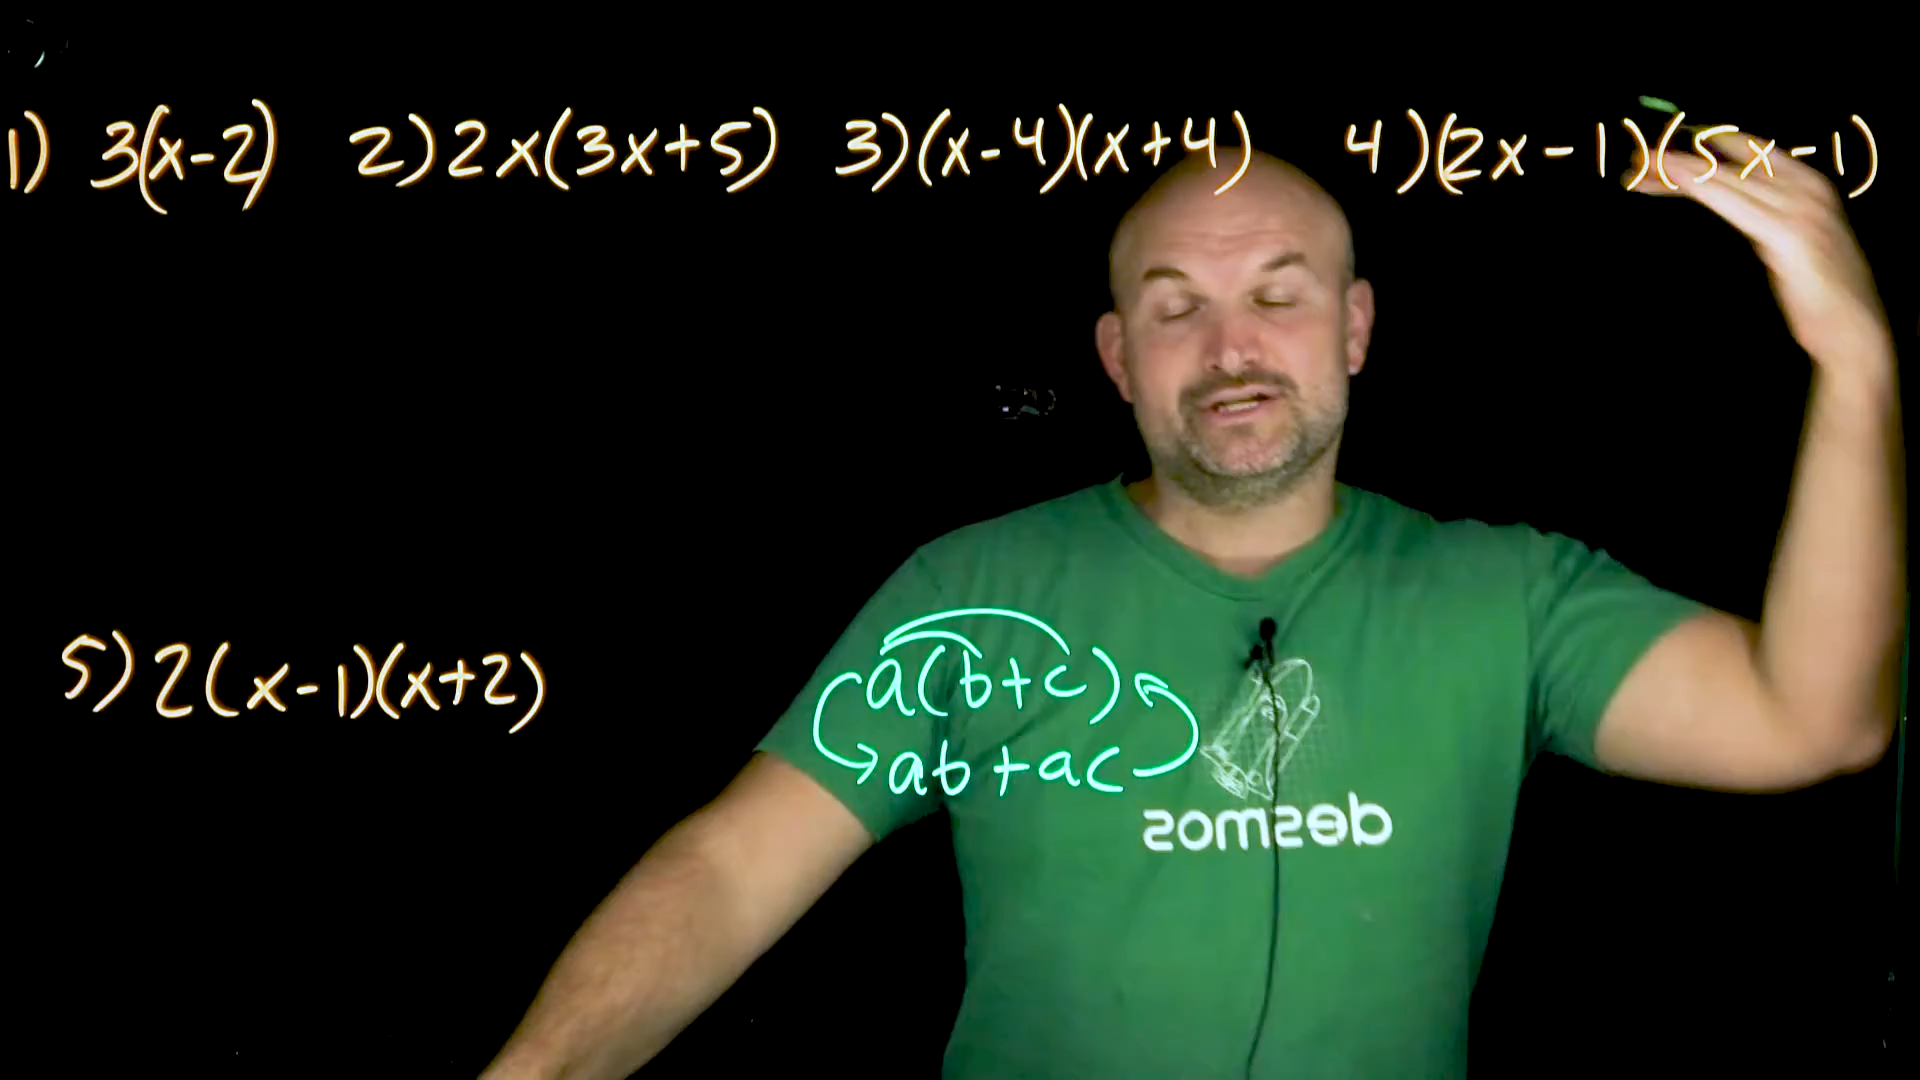 1) 3(x-2) 2) 2x(3x+5) 3) (x-4)(x+4) 4) (2x-1)(5x-1)
5) 2(x-1)(x+2)
a(b+c)
ab+ac
desmos